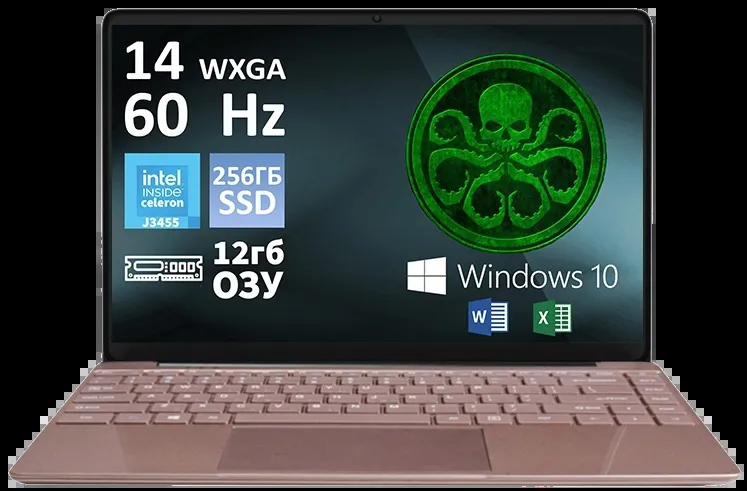 14 WXGA
60 Hz
intel
INSIDE
celeron
J3455
256ГБ
SSD
12гб
ОЗУ
Windows 10
W
X